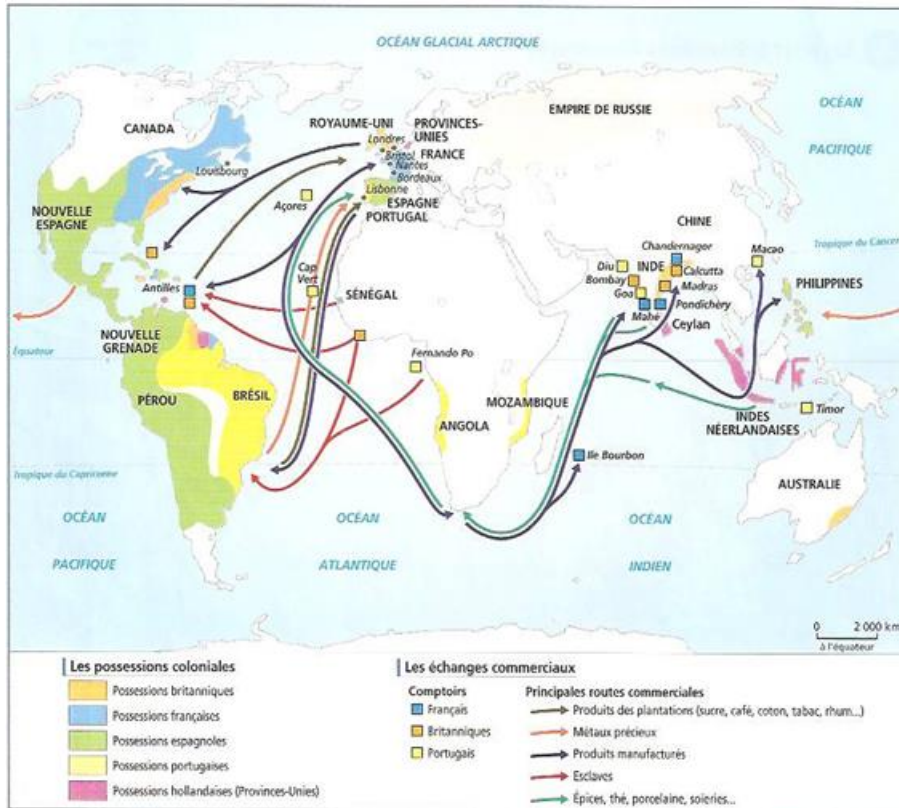 OCÉAN GLACIAL ARCTIQUE
EMPIRE DE RUSSIE
OCÉAN
PACIFIQUE
CANADA
ROYAUME-UNI
PROVINCES-
UNIES
Londres
Bristol
FRANCE
Nantes
Bordeaux
Louisbourg
Lisbonne
ESPAGNE
PORTUGAL
Açores
NOUVELLE
ESPAGNE
CHINE
Chandernagor
Macao
Tropique du Cancer
Diu
INDE
Calcutta
Bombay
Madras
Goa
Pondichéry
Mahé
Ceylan
PHILIPPINES
Antilles
Cap
Vert
SÉNÉGAL
NOUVELLE
GRENADE
Équateur
Fernando Po
PÉROU
BRÉSIL
MOZAMBIQUE
ANGOLA
INDES
NÉERLANDAISES
Timor
Ile Bourbon
Tropique du Capricorne
AUSTRALIE
OCÉAN
PACIFIQUE
OCÉAN
ATLANTIQUE
OCÉAN
INDIEN
0 2 000 km
à l'équateur
Les possessions coloniales
Possessions britanniques
Possessions françaises
Possessions espagnoles
Possessions portugaises
Possessions hollandaises (Provinces-Unies)
Les échanges commerciaux
Comptoirs
Français
Britanniques
Portugais
Principales routes commerciales
Produits des plantations (sucre, café, coton, tabac, rhum...)
Métaux précieux
Produits manufacturés
Esclaves
Épices, thé, porcelaine, soieries...